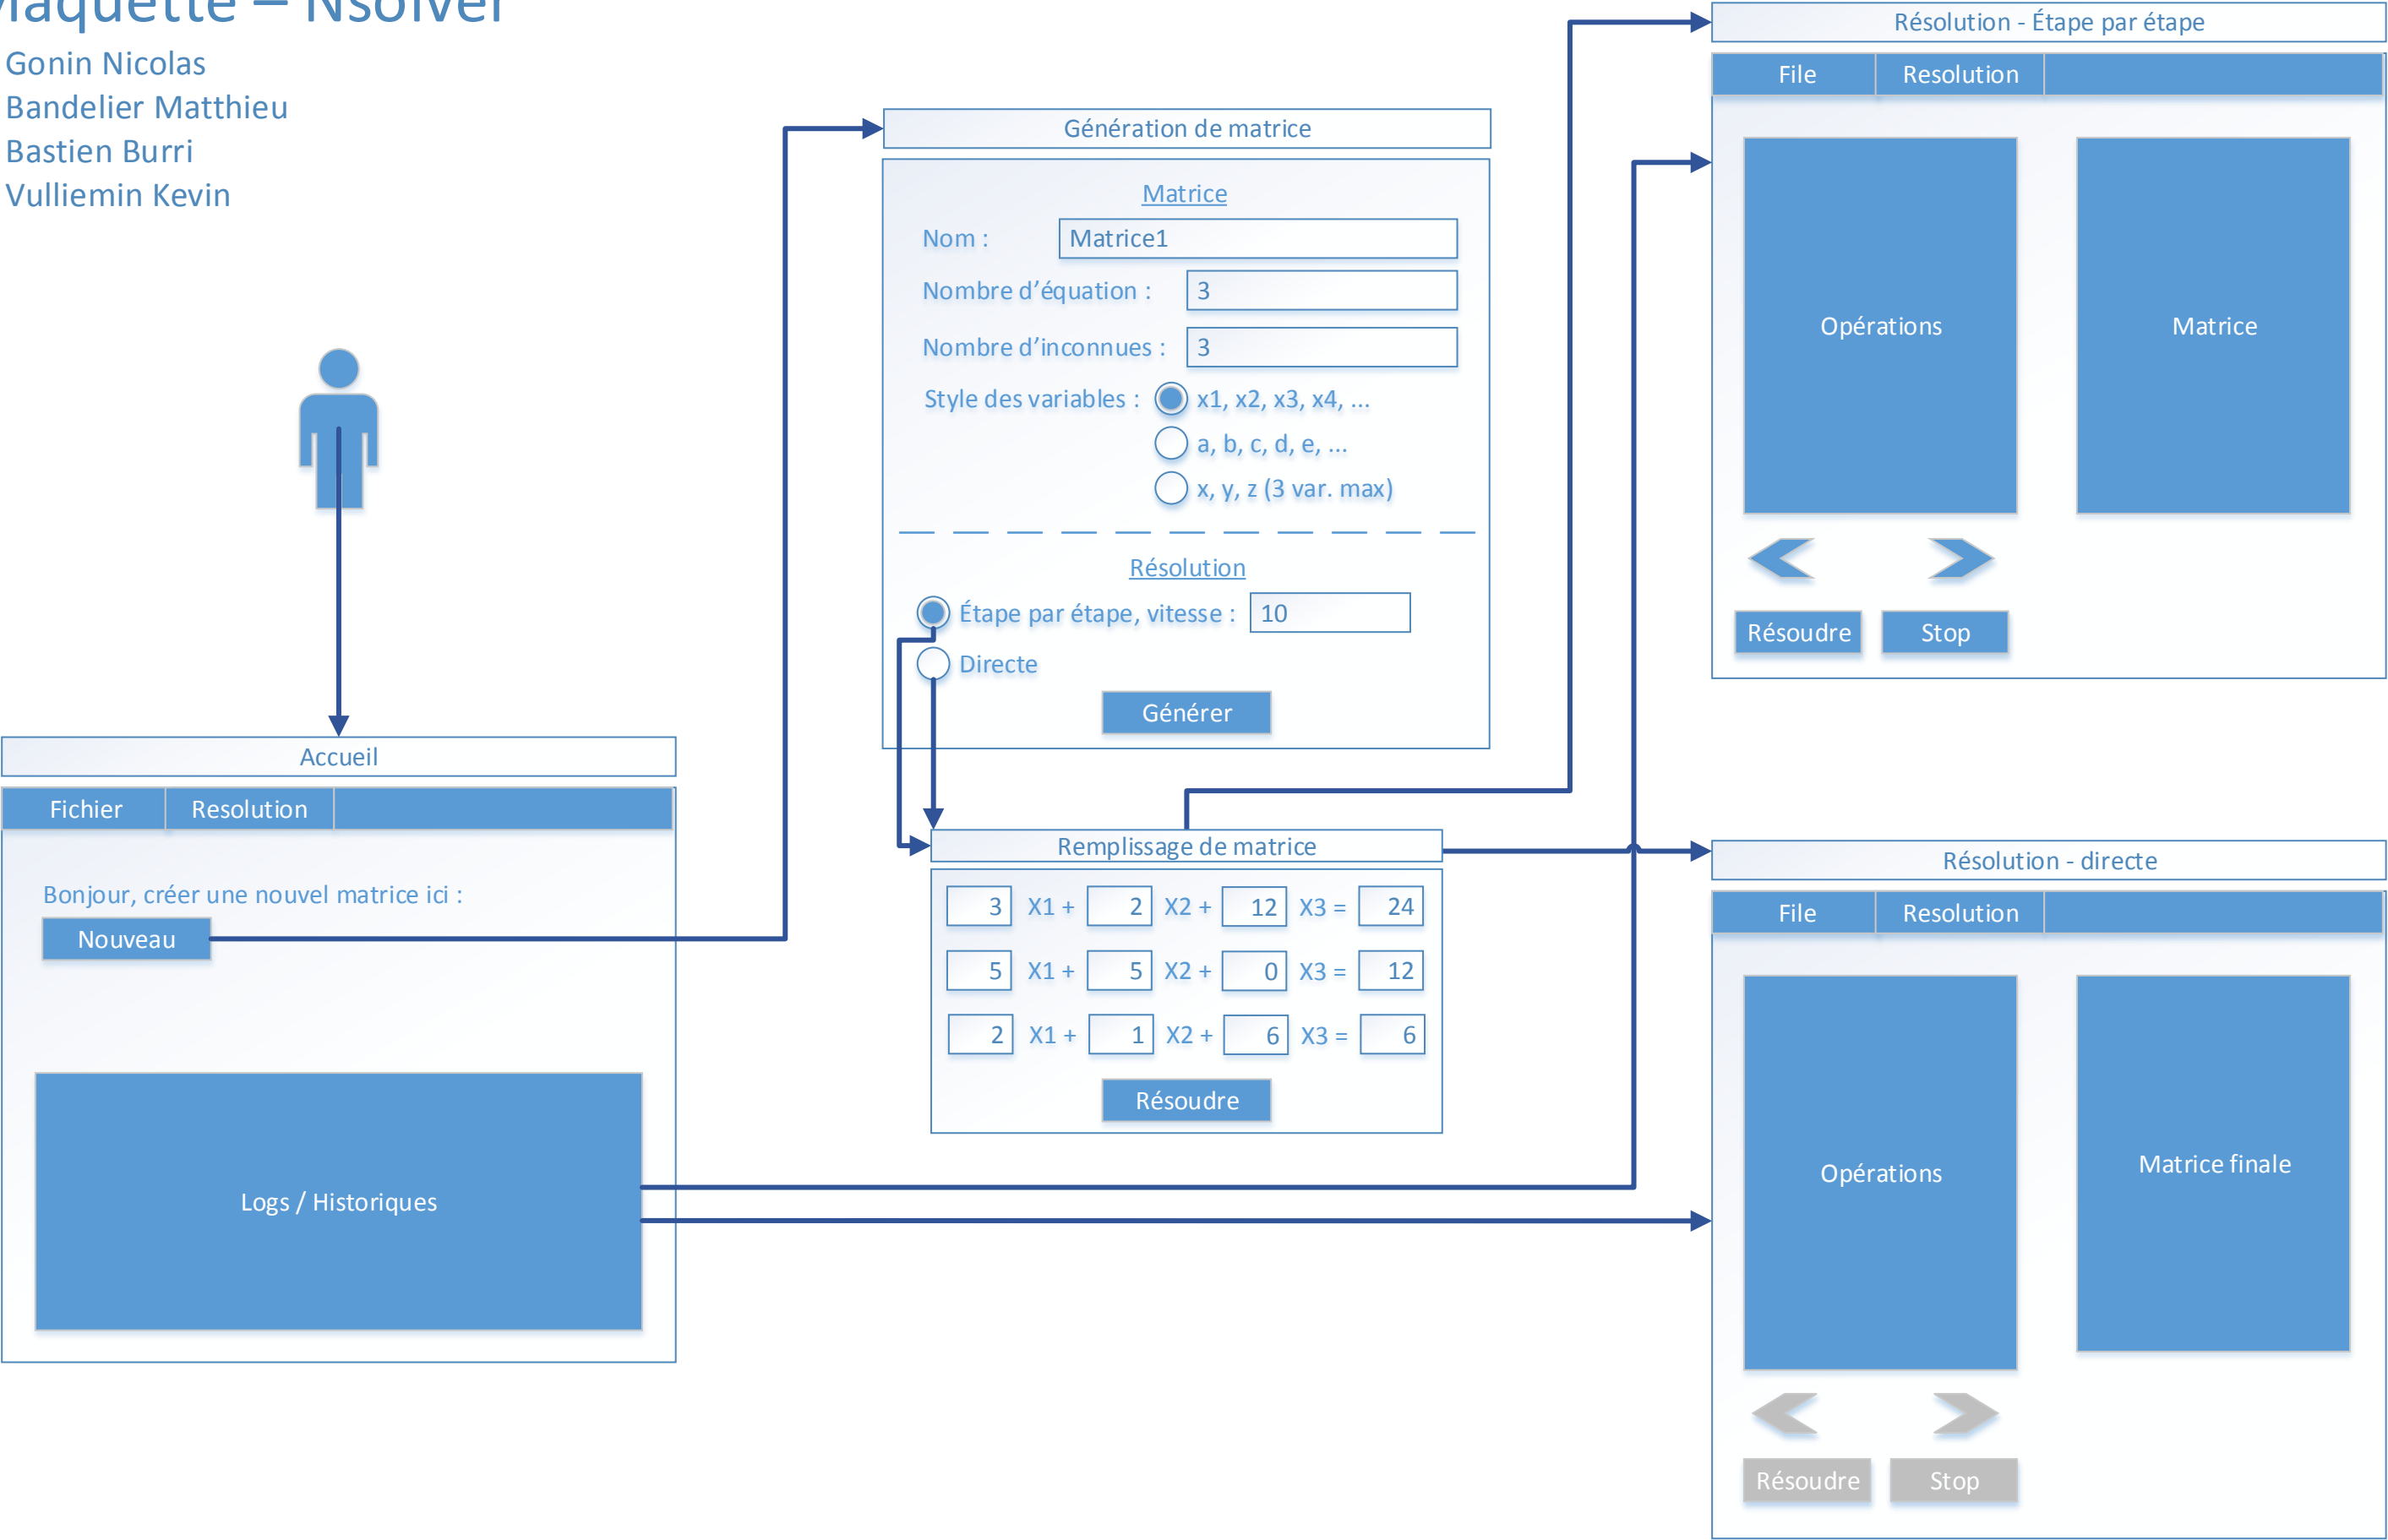 Maquette – Nsolver
Gonin Nicolas
Bandelier Matthieu
Bastien Burri
Vulliemin Kevin
Accueil
Fichier Resolution
Bonjour, créer une nouvel matrice ici :
Nouveau
Logs / Historiques
Génération de matrice
Matrice
Nom : Matrice1
Nombre d’équation : 3
Nombre d’inconnues : 3
Style des variables : x1, x2, x3, x4, ...
a, b, c, d, e, ...
x, y, z (3 var. max)
Résolution
Étape par étape, vitesse : 10
Directe
Générer
Remplissage de matrice
3 X1 + 2 X2 + 12 X3 = 24
5 X1 + 5 X2 + 0 X3 = 12
2 X1 + 1 X2 + 6 X3 = 6
Résoudre
Résolution - Étape par étape
File Resolution
Opérations Matrice
Résoudre Stop
Résolution - directe
File Resolution
Opérations Matrice finale
Résoudre Stop